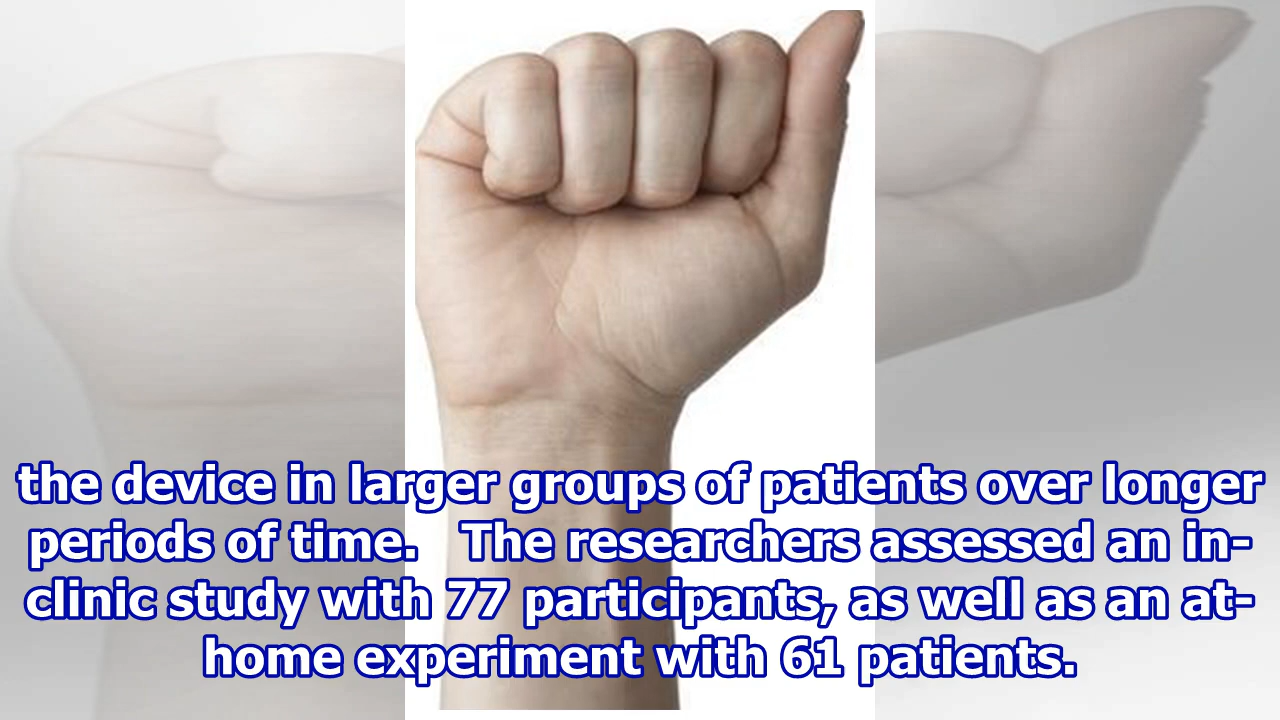 the device in larger groups of patients over longer
periods of time.   The researchers assessed an in-
clinic study with 77 participants, as well as an at-
home experiment with 61 patients.